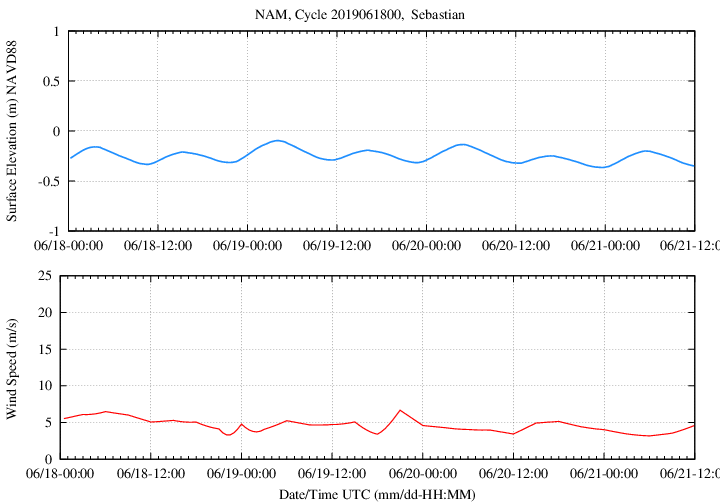 NAM, Cycle 2019061800, Sebastian
Surface Elevation (m) NAVD88
1
0.5
0
-0.5
-1
06/18-00:00 06/18-12:00 06/19-00:00 06/19-12:00 06/20-00:00 06/20-12:00 06/21-00:00 06/21-12:0
Wind Speed (m/s)
25
20
15
10
5
0
06/18-00:00 06/18-12:00 06/19-00:00 06/19-12:00 06/20-00:00 06/20-12:00 06/21-00:00 06/21-12:0
Date/Time UTC (mm/dd-HH:MM)